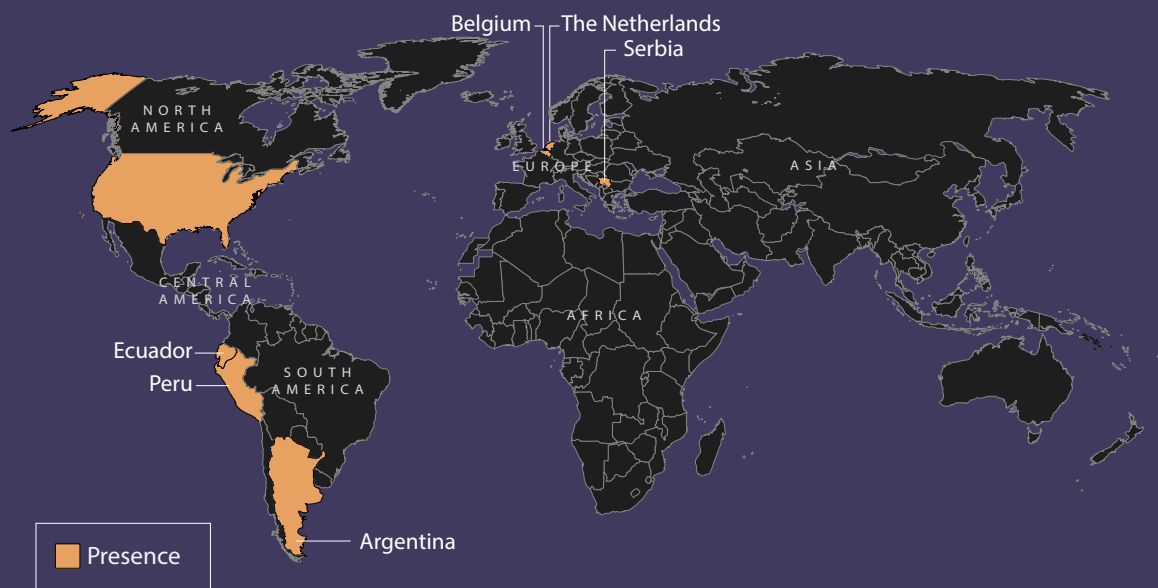 Belgium
The Netherlands
Serbia
NORTH
AMERICA
EUROPE
ASIA
CENTRAL
AMERICA
AFRICA
Ecuador
Peru
SOUTH
AMERICA
Argentina
Presence